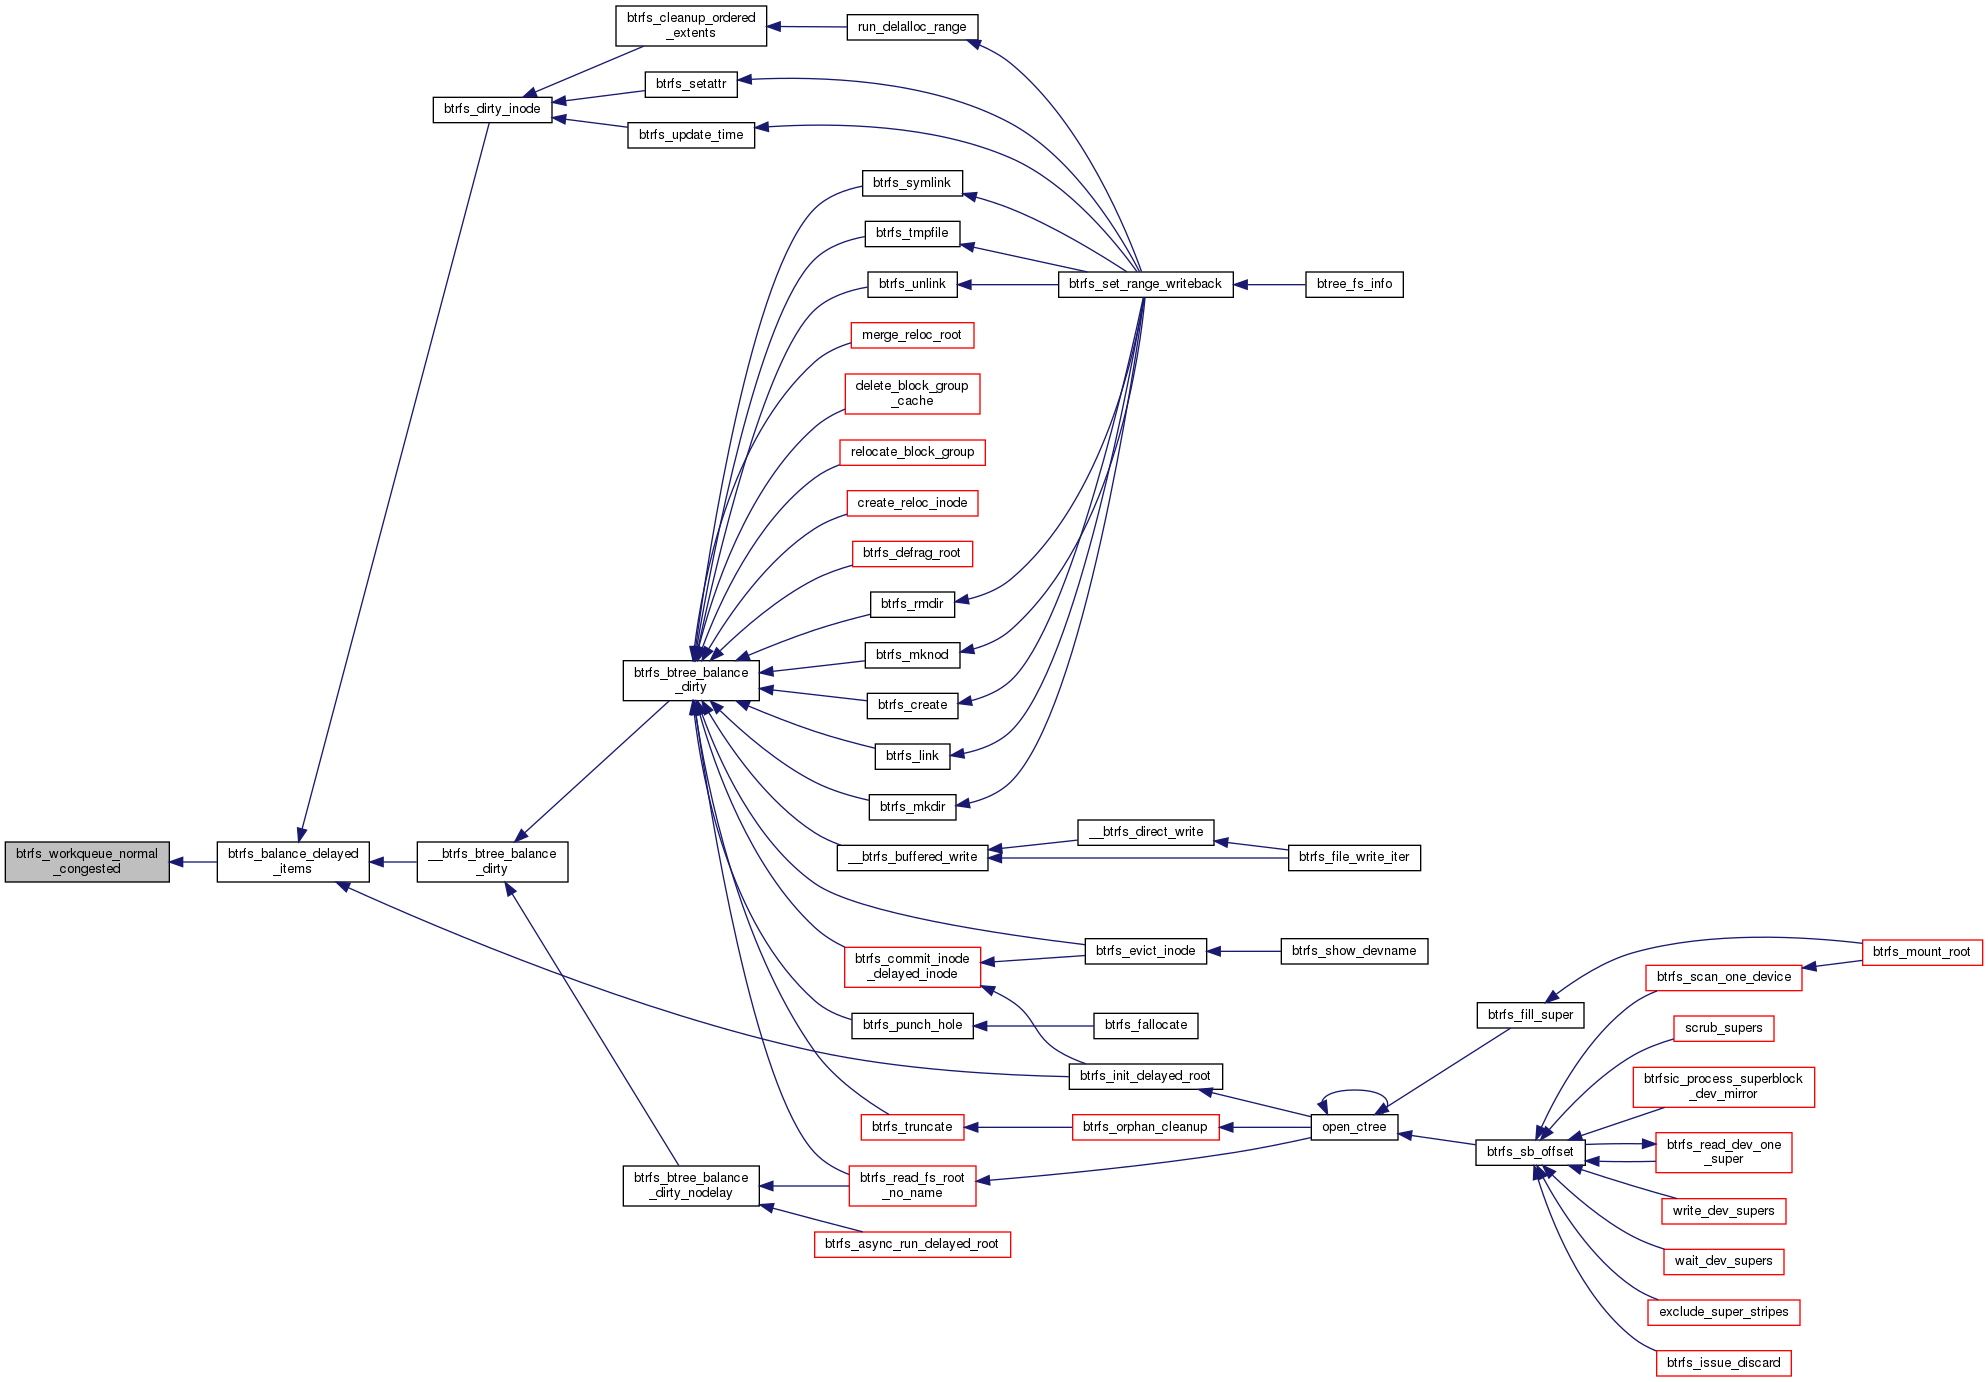 btrfs_cleanup_ordered
_extents
run_delalloc_range
btrfs_setattr
btrfs_dirty_inode
btrfs_update_time
btrfs_symlink
btrfs_tmpfile
btrfs_unlink
btrfs_set_range_writeback
btree_fs_info
merge_reloc_root
delete_block_group
_cache
relocate_block_group
create_reloc_inode
btrfs_defrag_root
btrfs_rmdir
btrfs_mknod
btrfs_btree_balance
_dirty
btrfs_create
btrfs_link
btrfs_mkdir
__btrfs_direct_write
btrfs_workqueue_normal
_congested
btrfs_balance_delayed
_items
__btrfs_btree_balance
_dirty
__btrfs_buffered_write
btrfs_file_write_iter
btrfs_commit_inode
_delayed_inode
btrfs_evict_inode
btrfs_show_devname
btrfs_mount_root
btrfs_scan_one_device
btrfs_fill_super
btrfs_punch_hole
btrfs_fallocate
scrub_supers
btrfs_init_delayed_root
btrfsic_process_superblock
_dev_mirror
btrfs_truncate
btrfs_orphan_cleanup
open_ctree
btrfs_sb_offset
btrfs_read_dev_one
_super
btrfs_btree_balance
_dirty_nodelay
btrfs_read_fs_root
_no_name
write_dev_supers
btrfs_async_run_delayed_root
wait_dev_supers
exclude_super_stripes
btrfs_issue_discard